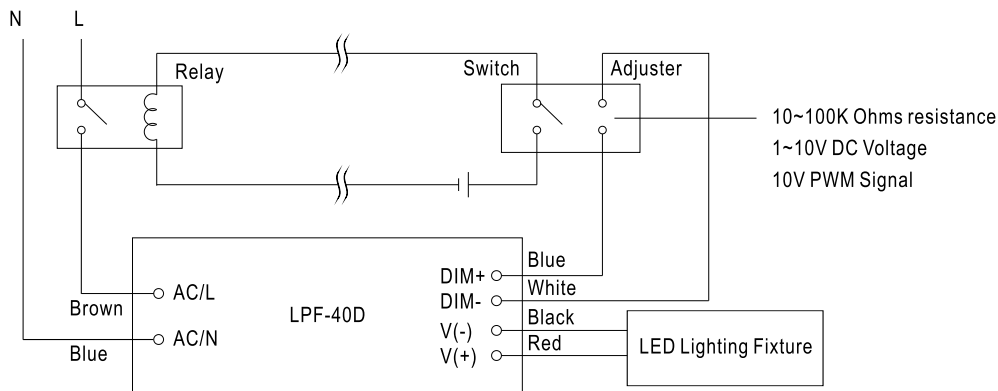 N
L
Relay
Switch
Adjuster
10~100K Ohms resistance
1~10V DC Voltage
10V PWM Signal
Blue
DIM+
White
DIM-
Black
V(-)
Red
V(+)
AC/L
Brown
LPF-40D
AC/N
Blue
LED Lighting Fixture